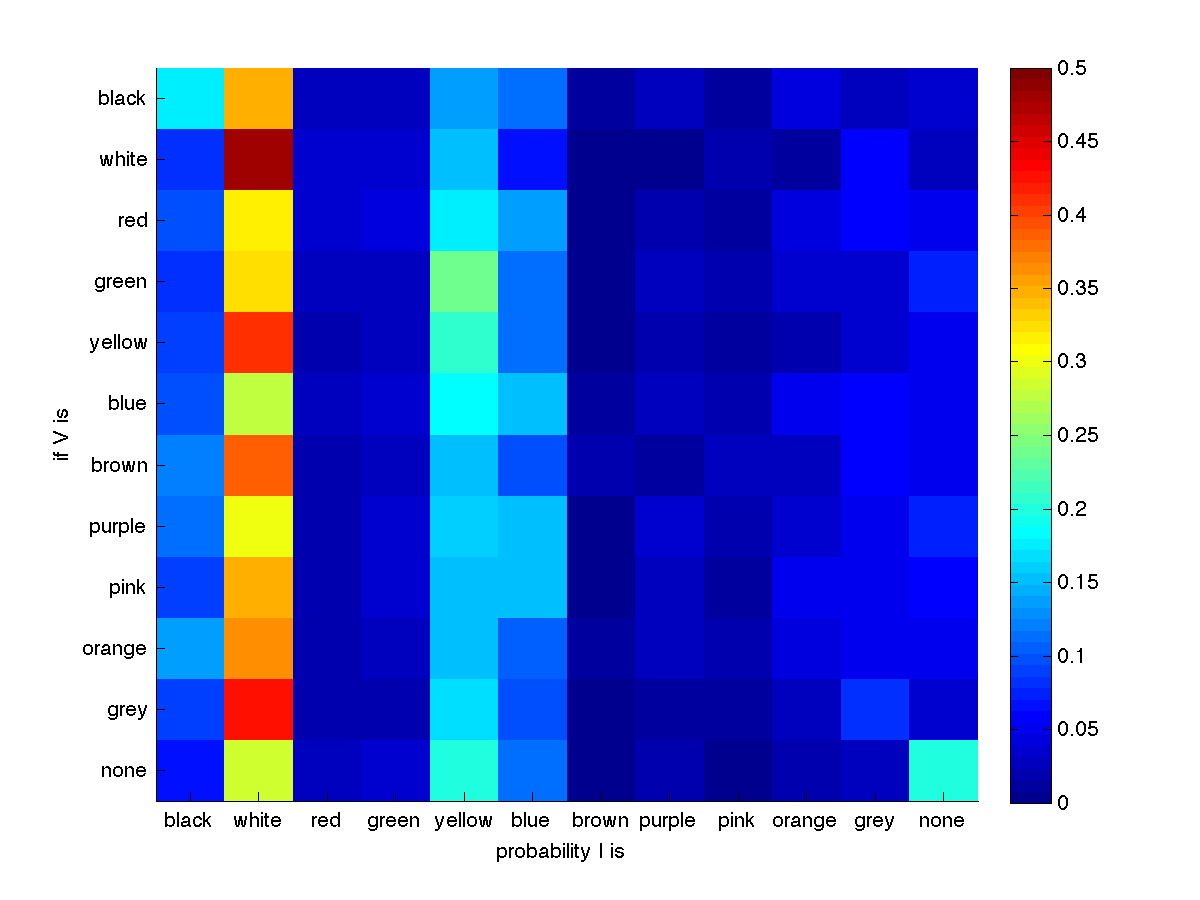 black
white
red
green
yellow
blue
brown
purple
pink
orange
grey
none
if V is
black white red green yellow blue brown purple pink orange grey none
probability I is
0.5
0.45
0.4
0.35
0.3
0.25
0.2
0.15
0.1
0.05
0